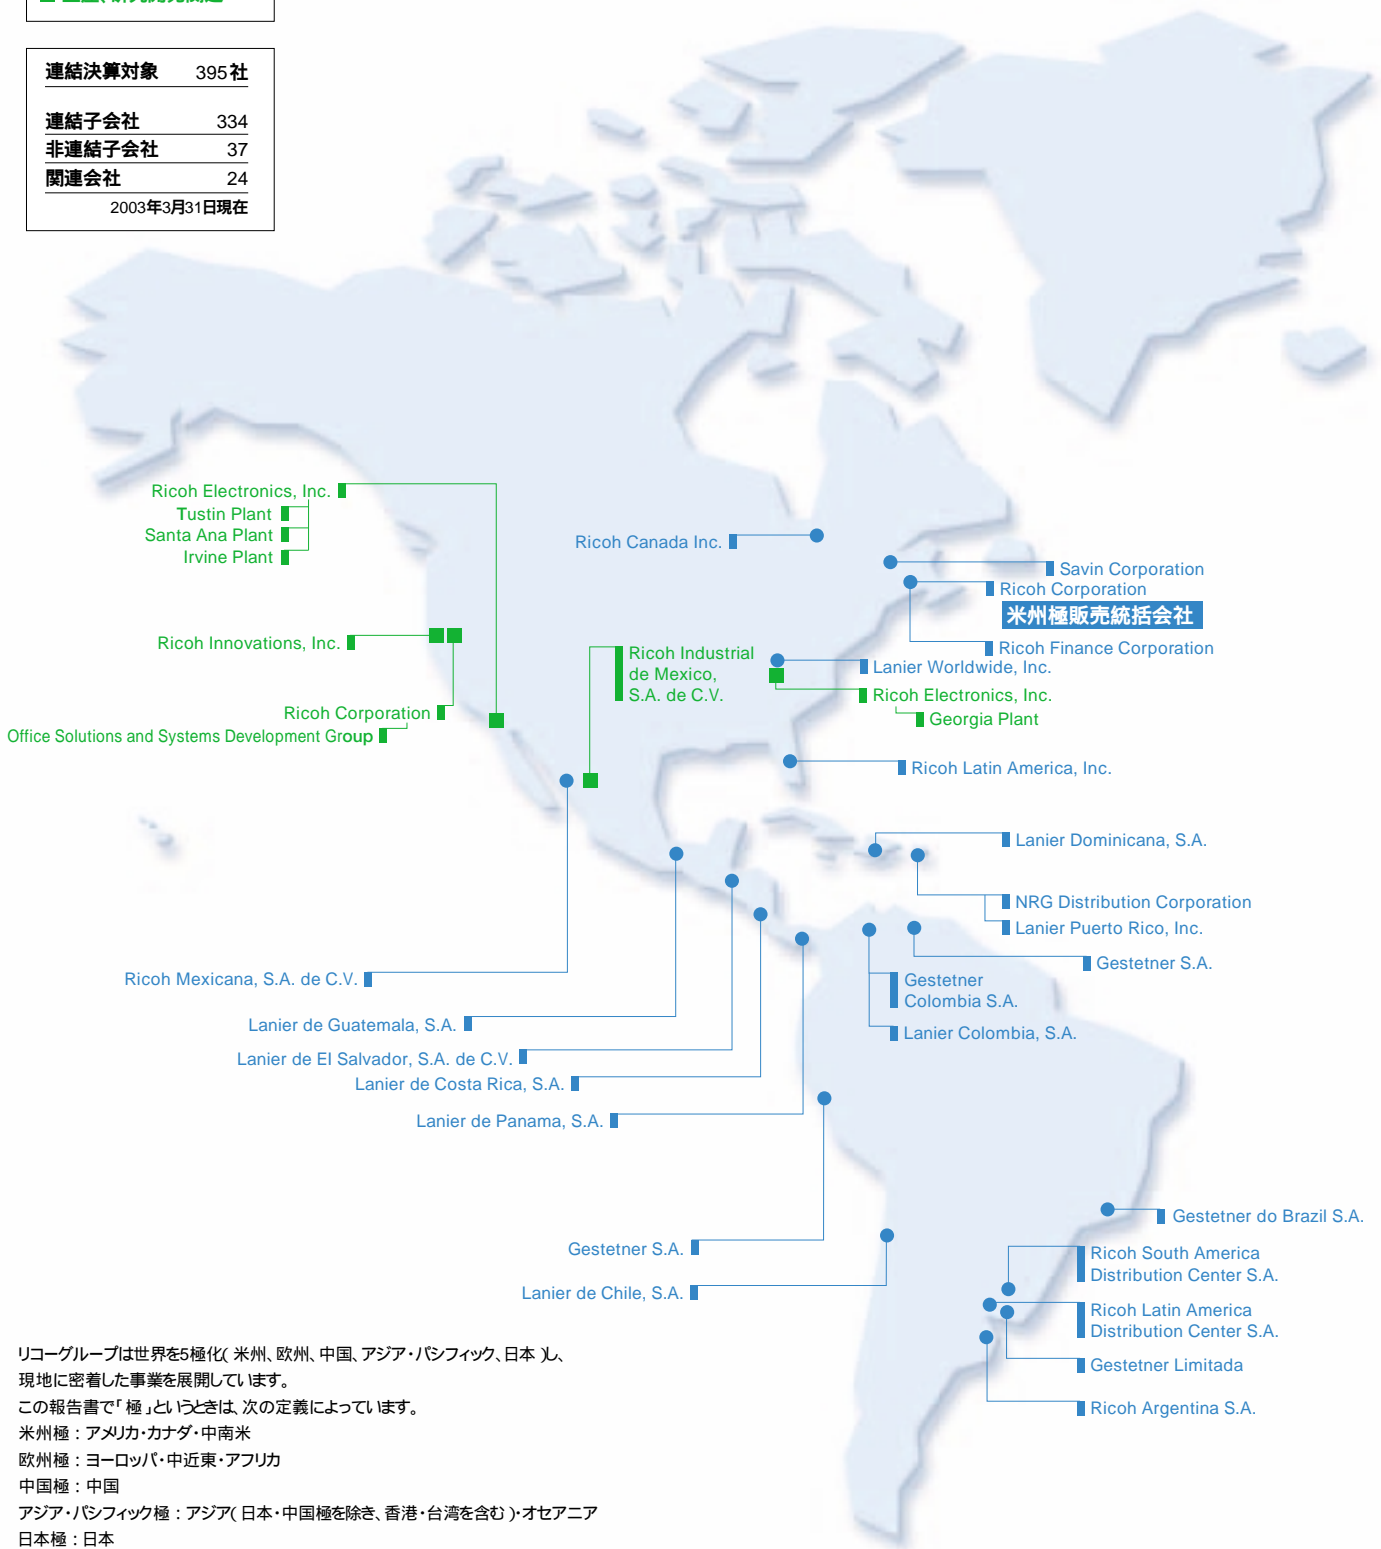 連結決算対象 395社
連結子会社 334
非連結子会社 37
関連会社 24
2003年3月31日現在
Ricoh Electronics, Inc.
Tustin Plant
Santa Ana Plant
Irvine Plant
Ricoh Innovations, Inc.
Ricoh Corporation
Office Solutions and Systems Development Group
Ricoh Canada Inc.
Savin Corporation
Ricoh Corporation
米州極販売統括会社
Ricoh Finance Corporation
Ricoh Industrial
de Mexico,
S.A. de C.V.
Lanier Worldwide, Inc.
Ricoh Electronics, Inc.
Georgia Plant
Ricoh Latin America, Inc.
Lanier Dominicana, S.A.
NRG Distribution Corporation
Lanier Puerto Rico, Inc.
Gestetner S.A.
Gestetner
Colombia S.A.
Lanier Colombia, S.A.
Ricoh Mexicana, S.A. de C.V.
Lanier de Guatemala, S.A.
Lanier de El Salvador, S.A. de C.V.
Lanier de Costa Rica, S.A.
Lanier de Panama, S.A.
Gestetner S.A.
Lanier de Chile, S.A.
Gestetner do Brazil S.A.
Ricoh South America
Distribution Center S.A.
Ricoh Latin America
Distribution Center S.A.
Gestetner Limitada
Ricoh Argentina S.A.
リコーグループは世界を5極化(米州、欧州、中国、アジア・パシフィック、日本)し、
現地に密着した事業を展開しています。
この報告書で「極」というときは、次の定義によっています。
米州極：アメリカ・カナダ・中南米
欧州極：ヨーロッパ・中近東・アフリカ
中国極：中国
アジア・パシフィック極：アジア(日本・中国極を除き、香港・台湾を含む)・オセアニア
日本極：日本